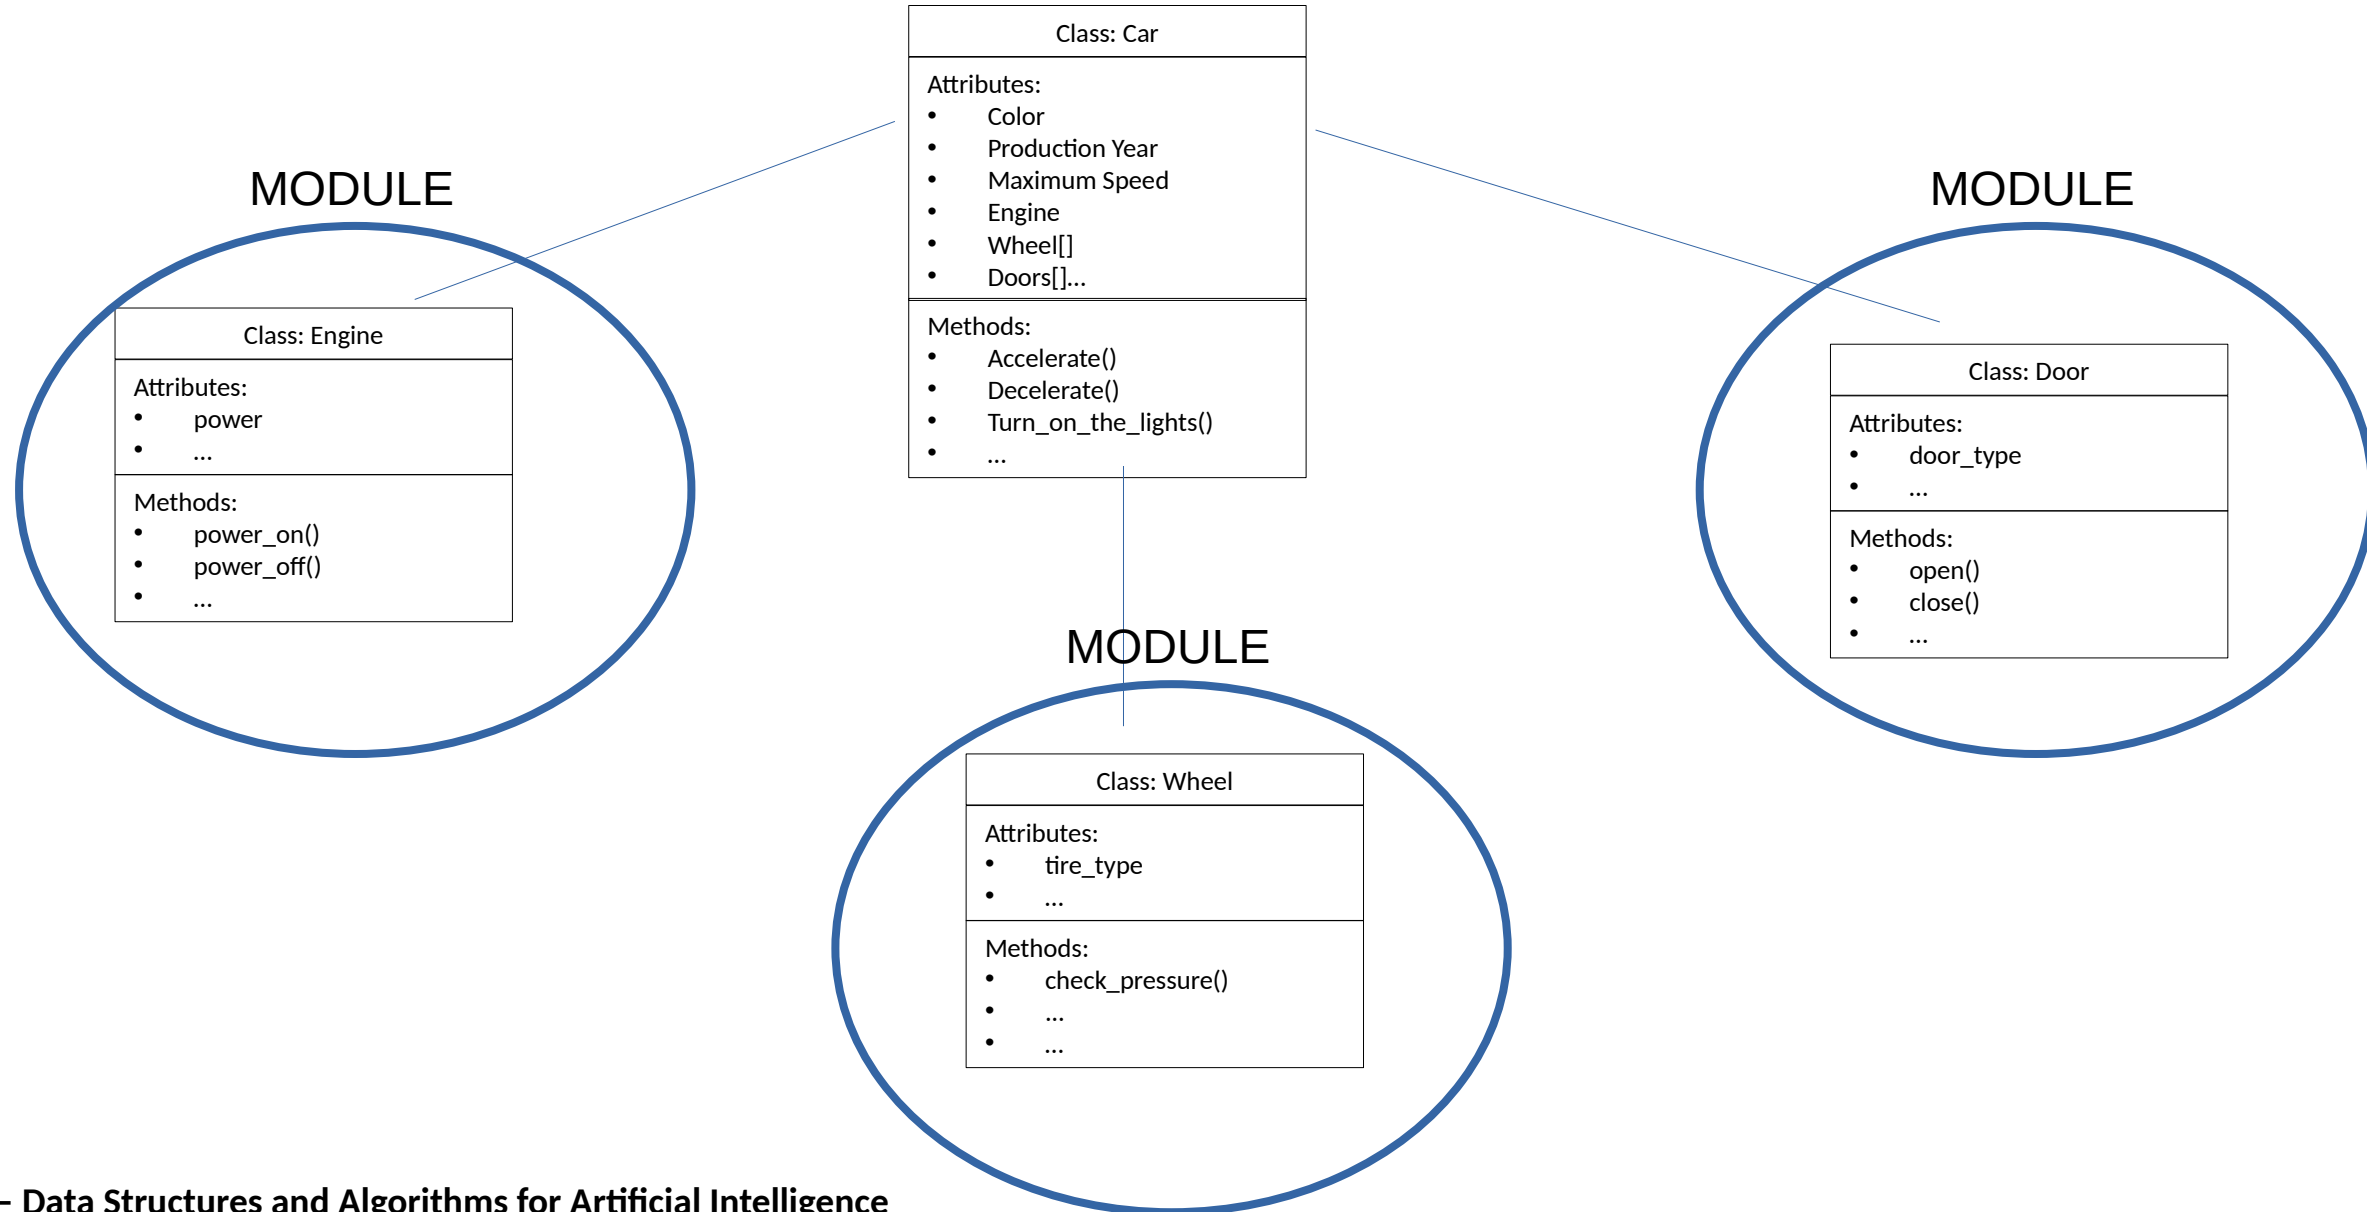 Class: Car
Attributes:
• Color
• Production Year
• Maximum Speed
• Engine
• Wheel[]
• Doors[]...
Methods:
• Accelerate()
• Decelerate()
• Turn_on_the_lights()
• ...
MODULE
Class: Engine
Attributes:
• power
• ...
Methods:
• power_on()
• power_off()
• ...
MODULE
Class: Door
Attributes:
• door_type
• ...
Methods:
• open()
• close()
• ...
MODULE
Class: Wheel
Attributes:
• tire_type
• ...
Methods:
• check_pressure()
• ...
• ...
– Data Structures and Algorithms for Artificial Intelligence